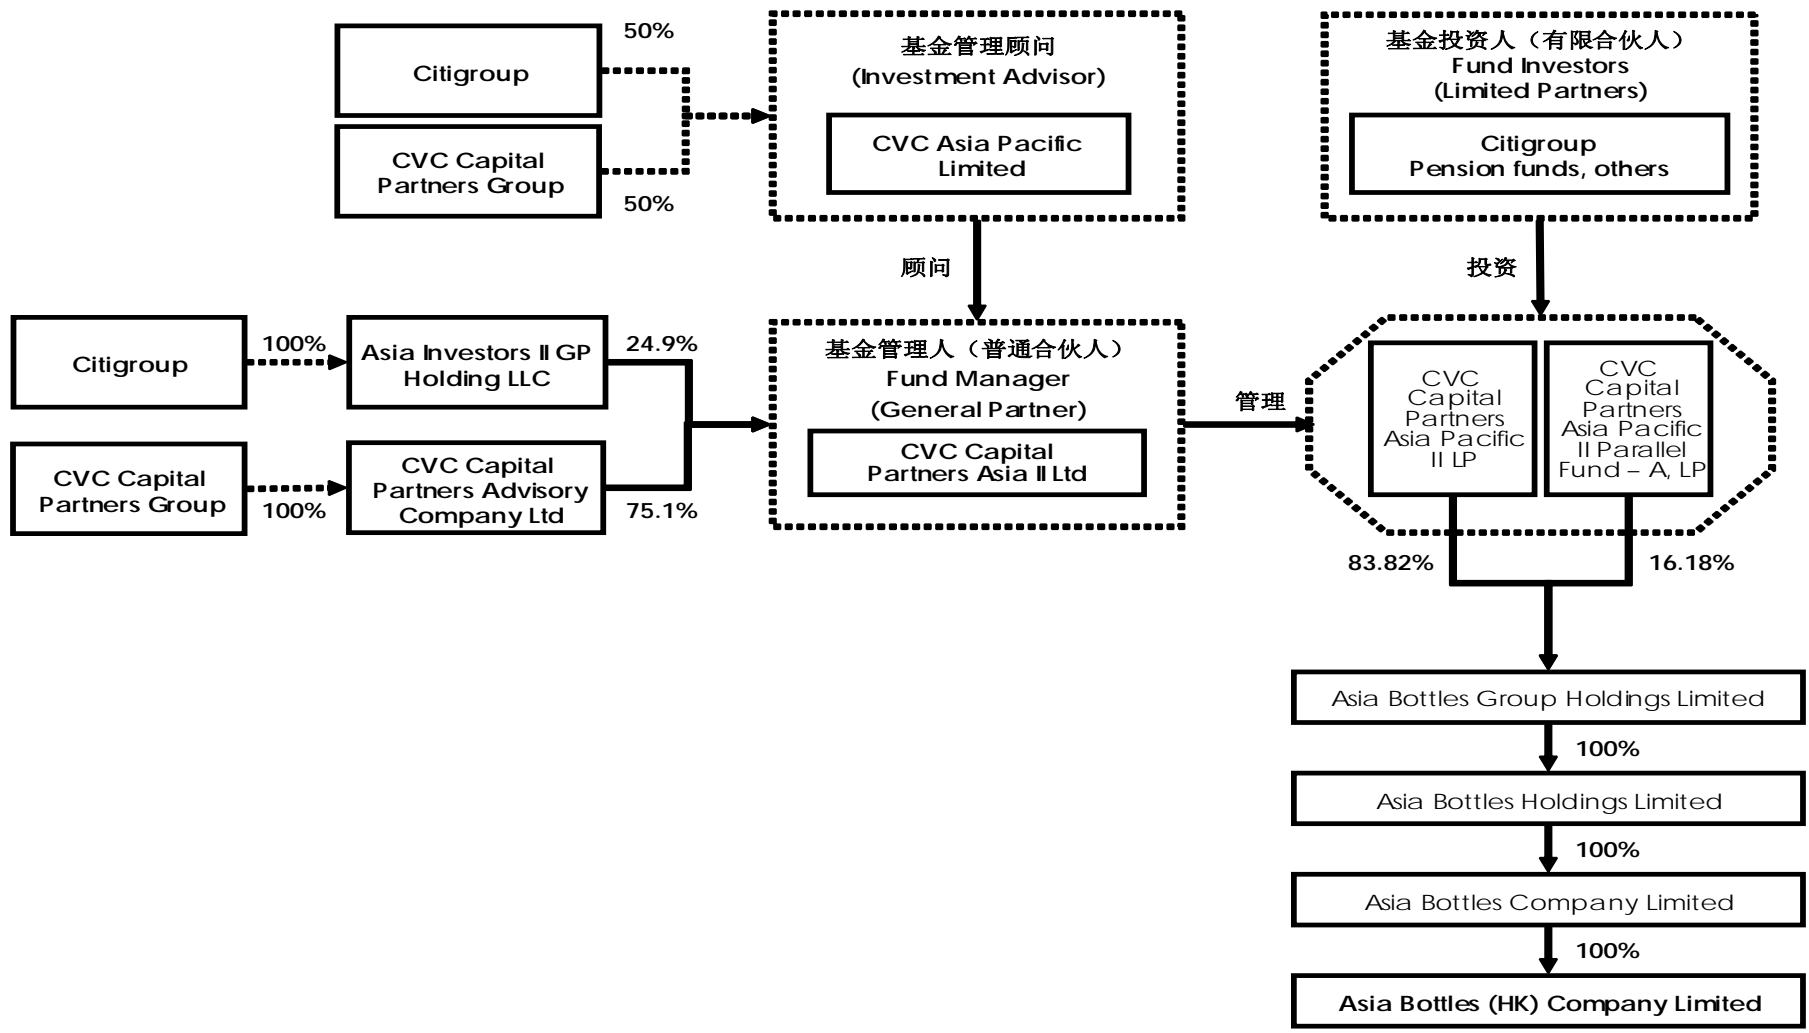 50%
Citigroup
CVC Capital
Partners Group
50%
基金管理顾问
(Investment Advisor)
CVC Asia Pacific
Limited
基金投资人（有限合伙人）
Fund Investors
(Limited Partners)
Citigroup
Pension funds, others
顾问
投资
Citigroup
100%
Asia Investors II GP
Holding LLC
24.9%
CVC Capital
Partners Group
100%
CVC Capital
Partners Advisory
Company Ltd
75.1%
基金管理人（普通合伙人）
Fund Manager
(General Partner)
CVC Capital
Partners Asia II Ltd
管理
CVC
Capital
Partners
Asia Pacific
II LP
CVC
Capital
Partners
Asia Pacific
II Parallel
Fund – A, LP
83.82%
16.18%
Asia Bottles Group Holdings Limited
100%
Asia Bottles Holdings Limited
100%
Asia Bottles Company Limited
100%
Asia Bottles (HK) Company Limited